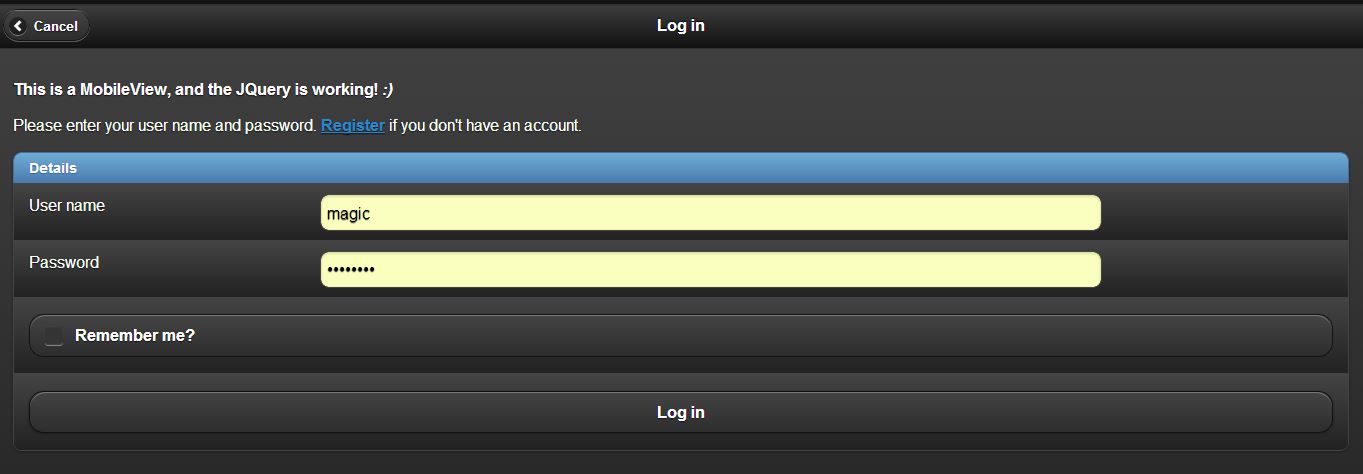 Cancel
Log in
This is a MobileView, and the JQuery is working! :)
Please enter your user name and password. Register if you don't have an account.
Details
User name
magic
Password
••••••••
Remember me?
Log in